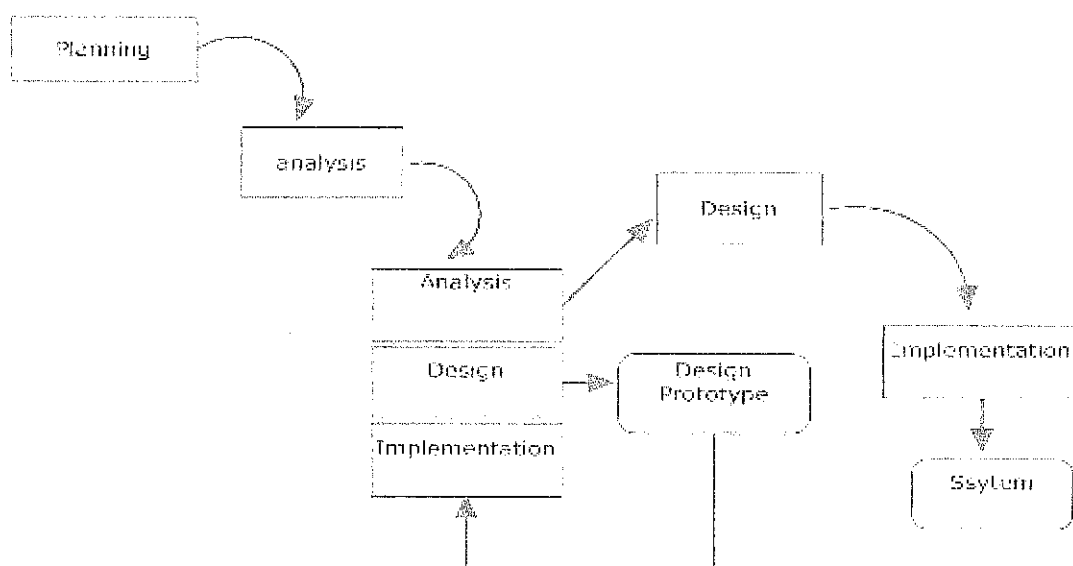 Planning
analysis
Design
Analysis
Implementation
Design
Design
Prototype
Implementation
Ssytem